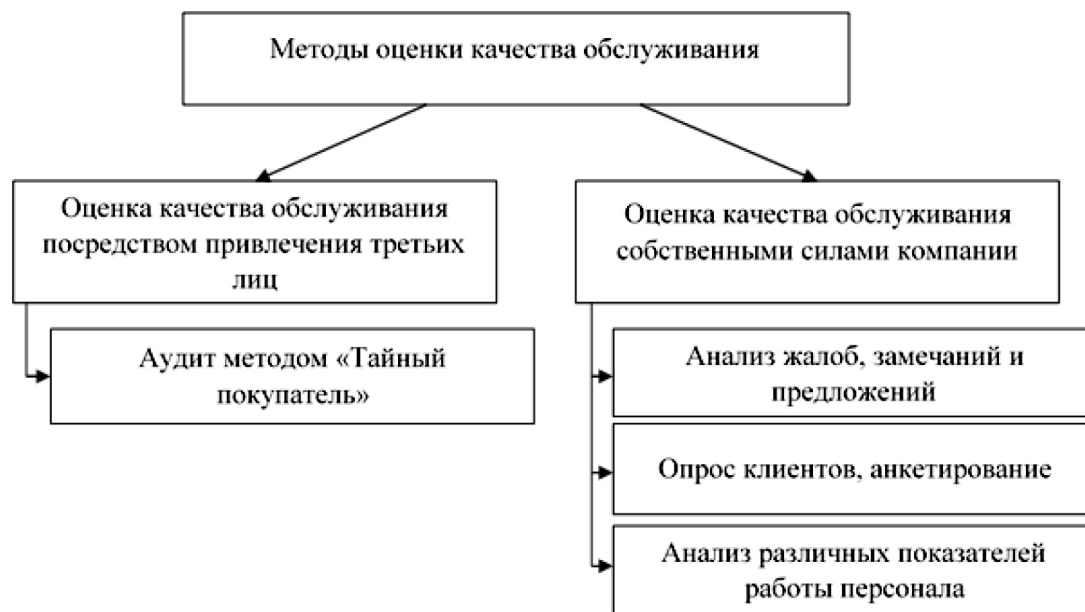 Методы оценки качества обслуживания
Оценка качества обслуживания
посредством привлечения третьих
лиц
Аудит методом «Тайный
покупатель»
Оценка качества обслуживания
собственными силами компании
Анализ жалоб, замечаний и
предложений
Опрос клиентов, анкетирование
Анализ различных показателей
работы персонала